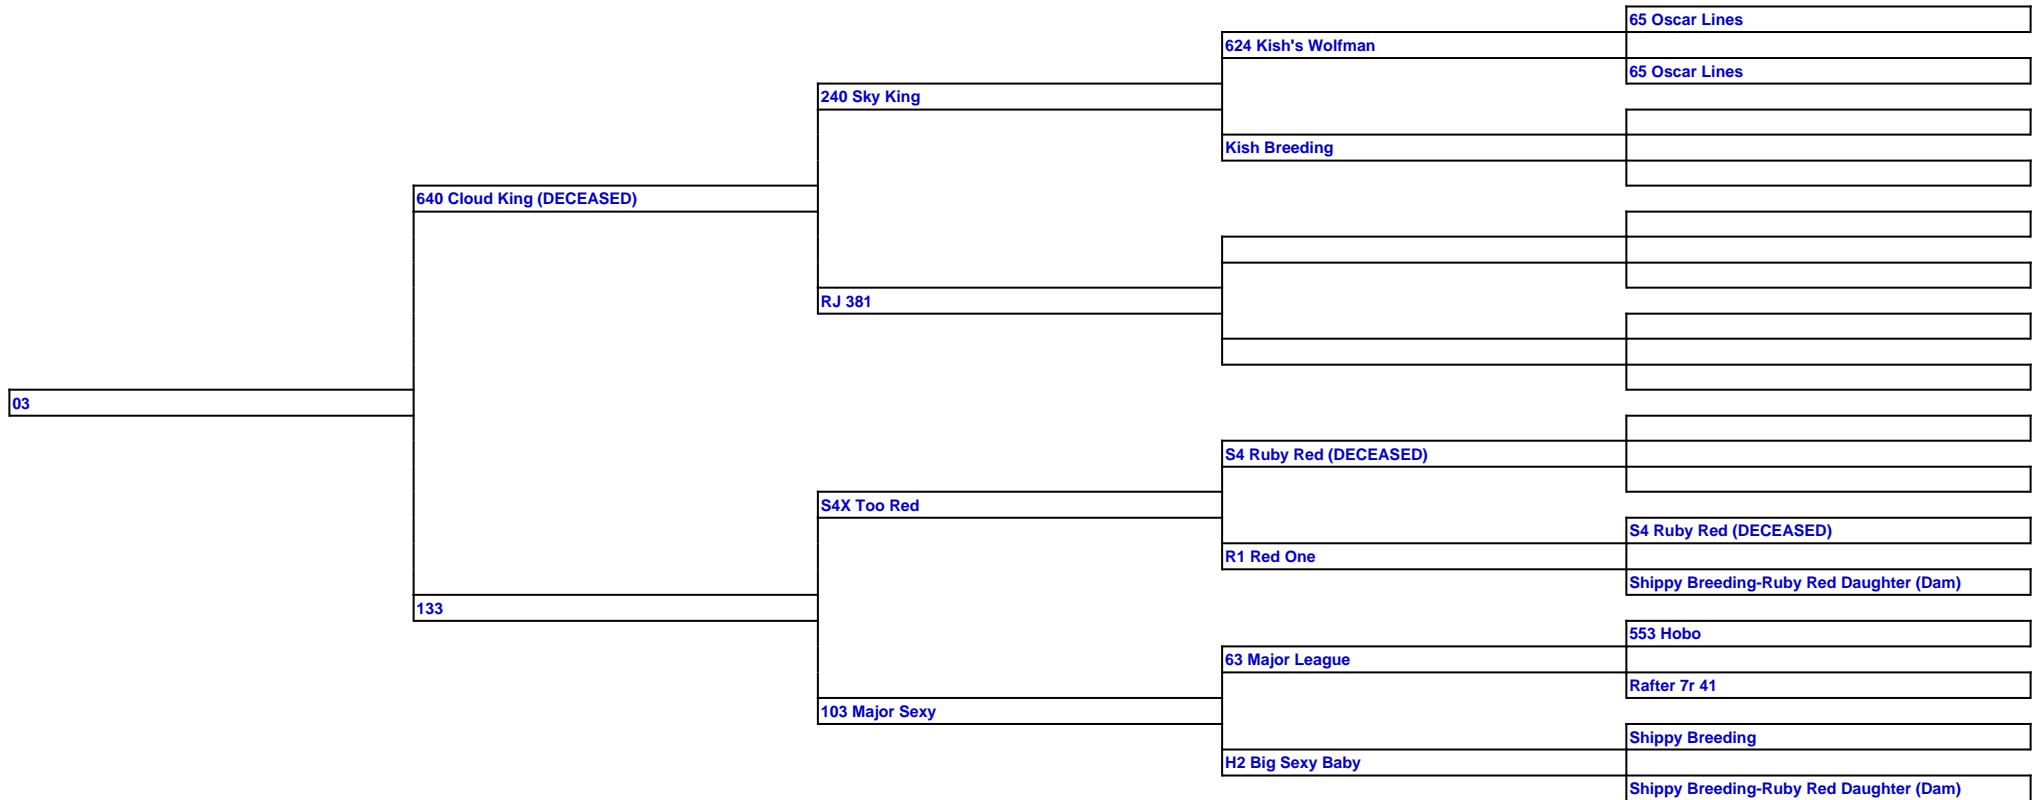 65 Oscar Lines
624 Kish's Wolfman
65 Oscar Lines
240 Sky King
Kish Breeding
640 Cloud King (DECEASED)
RJ 381
03
S4 Ruby Red (DECEASED)
S4X Too Red
S4 Ruby Red (DECEASED)
R1 Red One
Shippy Breeding-Ruby Red Daughter (Dam)
133
553 Hobo
63 Major League
Rafter 7r 41
103 Major Sexy
Shippy Breeding
H2 Big Sexy Baby
Shippy Breeding-Ruby Red Daughter (Dam)